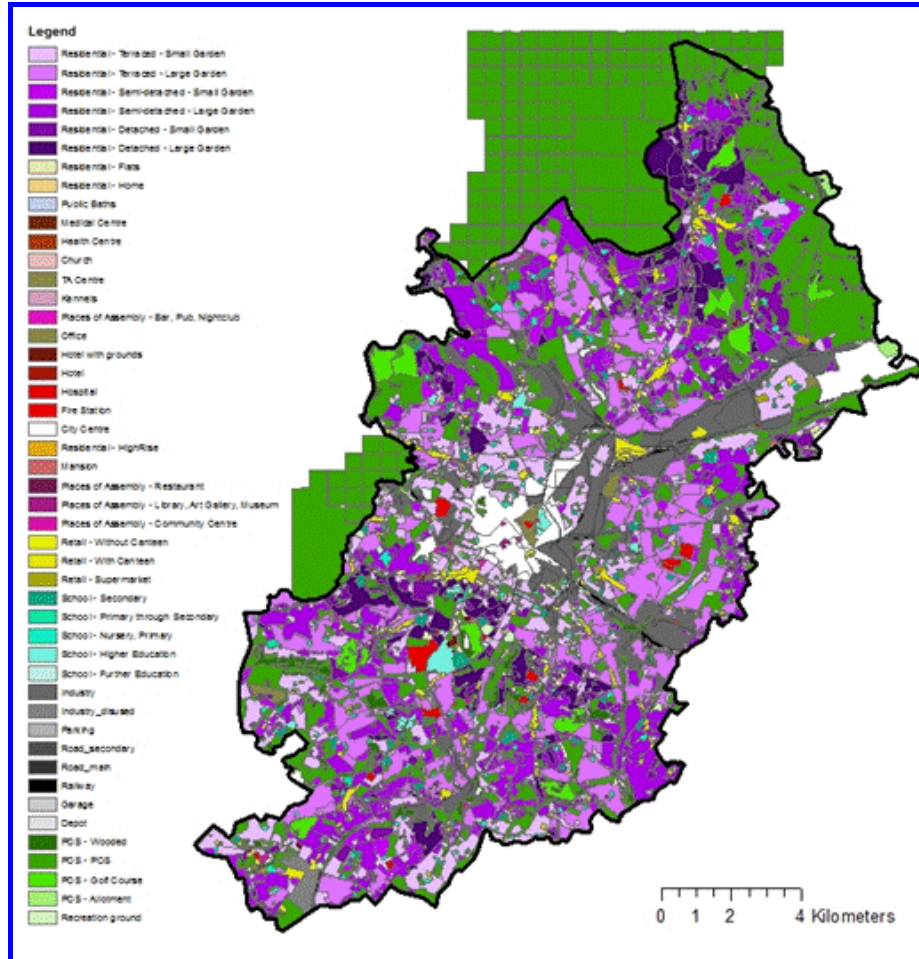 Legend
Residential - Terraced - Small Garden
Residential - Terraced - Large Garden
Residential - Semi-detached - Small Garden
Residential - Semi-detached - Large Garden
Residential - Detached - Small Garden
Residential - Detached - Large Garden
Residential - Flats
Residential - Home
Public Baths
Medical Centre
Health Centre
Church
TA Centre
Kennels
Places of Assembly - Bar, Pub, Nightclub
Office
Hotel with grounds
Hotel
Hospital
Fire Station
City Centre
Residential - HighRise
Mansion
Places of Assembly - Restaurant
Places of Assembly - Library, Art Gallery, Museum
Places of Assembly - Community Centre
Retail - Without Canteen
Retail - With Canteen
Retail - Supermarket
School - Secondary
School - Primary through Secondary
School - Nursery, Primary
School - Higher Education
School - Further Education
Industry
Industry_disused
Parking
Road_secondary
Road_main
Railway
Garage
Depot
POS - Wooded
POS - POS
POS - Golf Course
POS - Allotment
Recreation ground
0 1 2 4 Kilometers